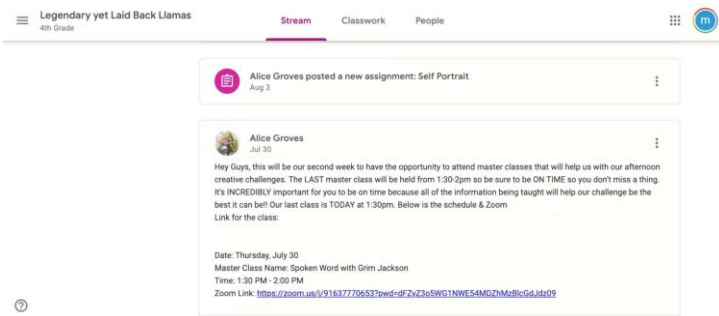 Legendary yet Laid Back Llamas
4th Grade
Stream
Classwork
People
m
Alice Groves posted a new assignment: Self Portrait
Aug 3
Alice Groves
Jul 30
Hey Guys, this will be our second week to have the opportunity to attend master classes that will help us with our afternoon
creative challenges. The LAST master class will be held from 1:30-2pm so be sure to be ON TIME so you don't miss a thing.
It's INCREDIBLY important for you to be on time because all of the information being taught will help our challenge be the
best it can be!! Our last class is TODAY at 1:30pm. Below is the schedule & Zoom
Link for the class:
Date: Thursday, July 30
Master Class Name: Spoken Word with Grim Jackson
Time: 1:30 PM - 2:00 PM
Zoom Link: https://zoom.us/j/91637770653?pwd=dFZyZ3o5WG1NWE54MDZhMzBlcGdJdz09